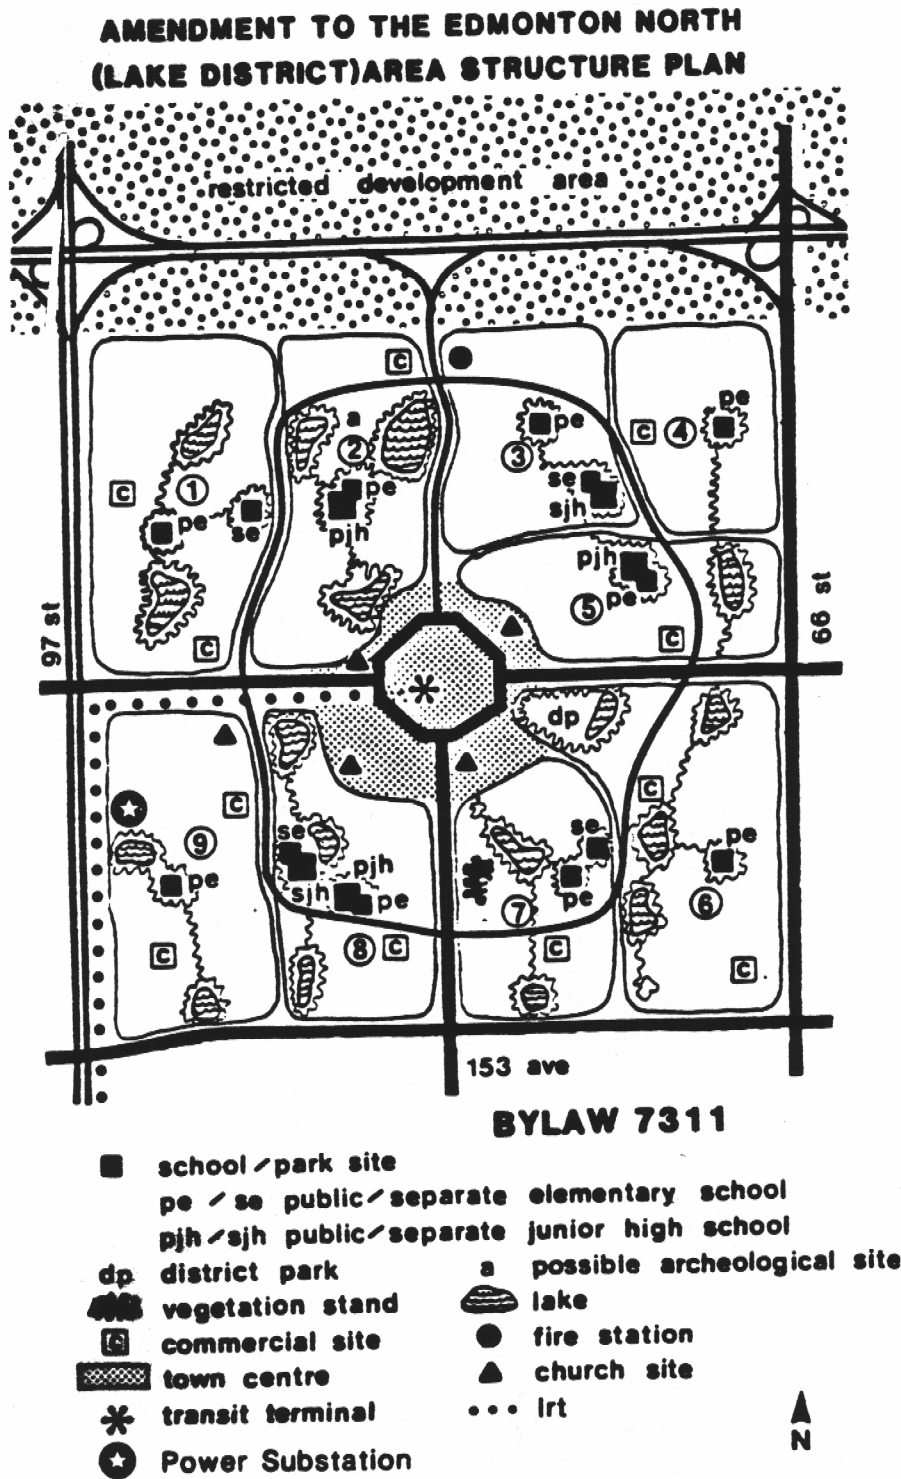 AMENDMENT TO THE EDMONTON NORTH
(LAKE DISTRICT)AREA STRUCTURE PLAN
restricted development area
C
pe
a
C
4
2
3
pe
C
1
pe
se
pe
se
pjh
sjh
pjh
5
pe
97 st
66 st
C
C
dp
C
C
9
se
se
pe
pe
sjh
pjh
pe
pe
7
6
C
8
C
C
C
153 ave
BYLAW 7311
school/park site
pe/se public/separate elementary school
pjh/sjh public/separate junior high school
dp district park
a possible archeological site
vegetation stand
lake
C commercial site
fire station
town centre
church site
transit terminal
lrt
Power Substation
N